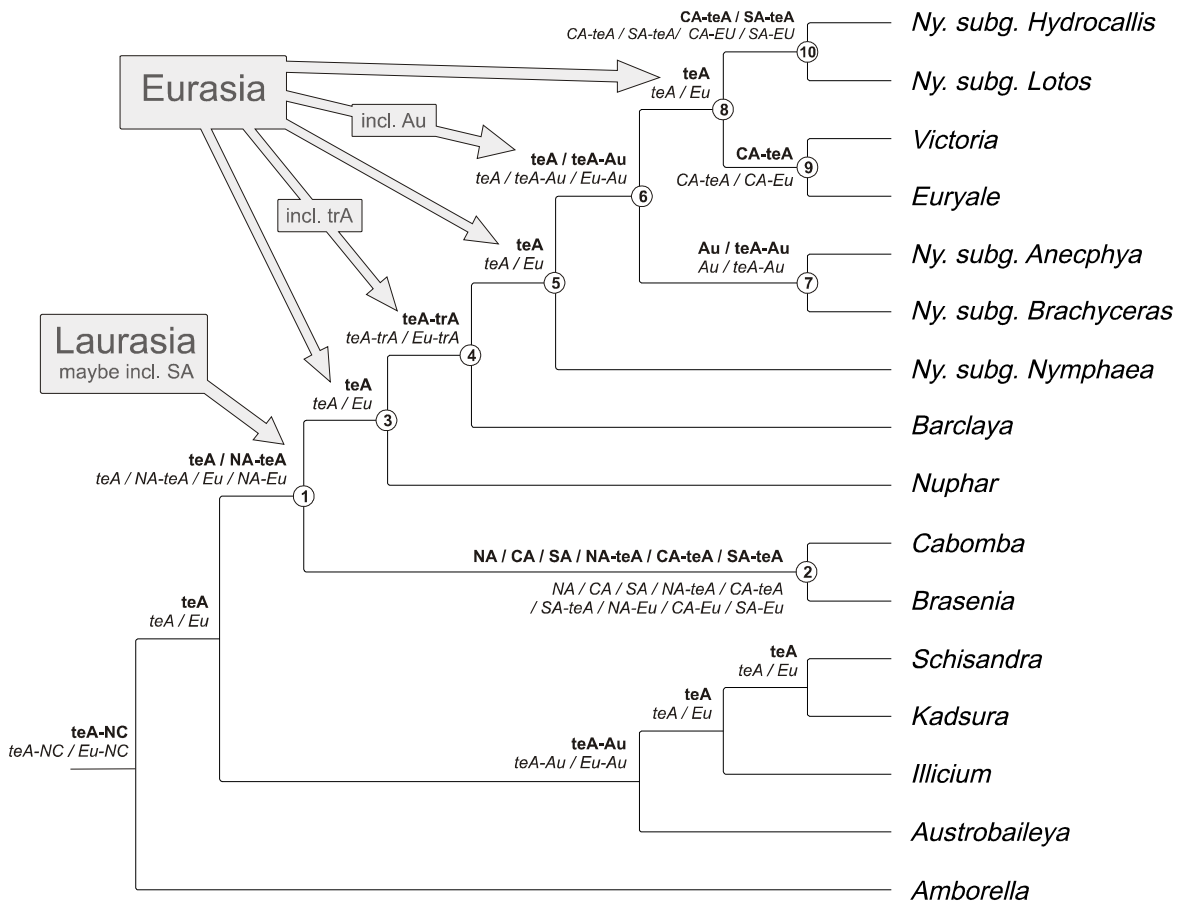 CA-teA / SA-teA
CA-teA / SA-teA/ CA-EU / SA-EU
10
Ny. subg. Hydrocallis
Ny. subg. Lotos
Eurasia
teA
teA / Eu
8
incl. Au
Victoria
CA-teA
CA-teA / CA-Eu
9
Euryale
teA / teA-Au
teA / teA-Au / Eu-Au
6
incl. trA
teA
teA / Eu
5
Au / teA-Au
Au / teA-Au
7
Ny. subg. Anecphya
Ny. subg. Brachyceras
teA-trA
teA-trA / Eu-trA
4
Ny. subg. Nymphaea
Laurasia
maybe incl. SA
teA
teA / Eu
3
Barclaya
Nuphar
teA / NA-teA
teA / NA-teA / Eu / NA-Eu
1
NA / CA / SA / NA-teA / CA-teA / SA-teA
NA / CA / SA / NA-teA / CA-teA
/ SA-teA / NA-Eu / CA-Eu / SA-Eu
2
Cabomba
Brasenia
teA
teA / Eu
teA
teA / Eu
Schisandra
Kadsura
teA
teA / Eu
Illicium
teA-NC
teA-NC / Eu-NC
teA-Au
teA-Au / Eu-Au
Austrobaileya
Amborella